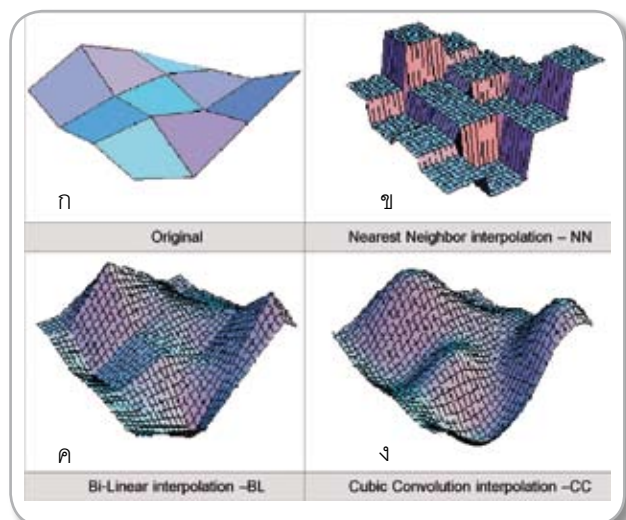 ก
ข
Original
Nearest Neighbor interpolation – NN
ค
ง
Bi-Linear interpolation –BL
Cubic Convolution interpolation –CC